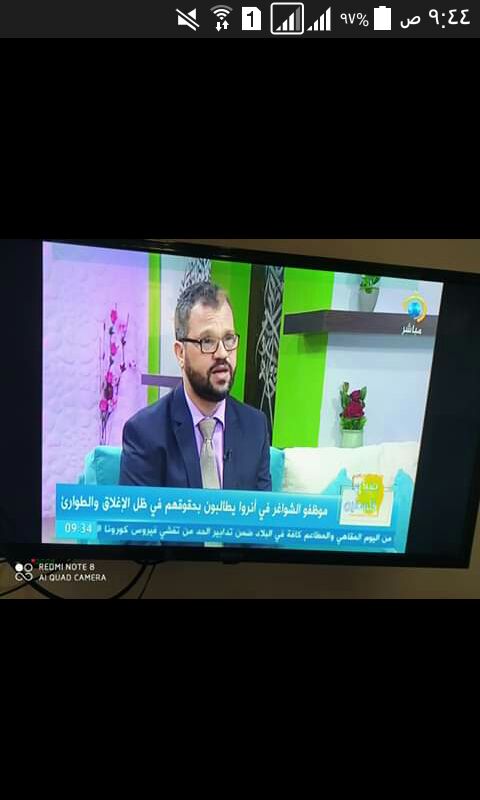 ٩:٤٤ ص
٩٧%
1
مباشر
موظفو الشواغر في أنروا يطالبون بحقوقهم في ظل الإغلاق والطوارئ
09:34
من اليوم المقاهي والمطاعم كافة في البلاد ضمن تدابير الحد من تفشي فيروس كورونا
REDMI NOTE 8
AI QUAD CAMERA